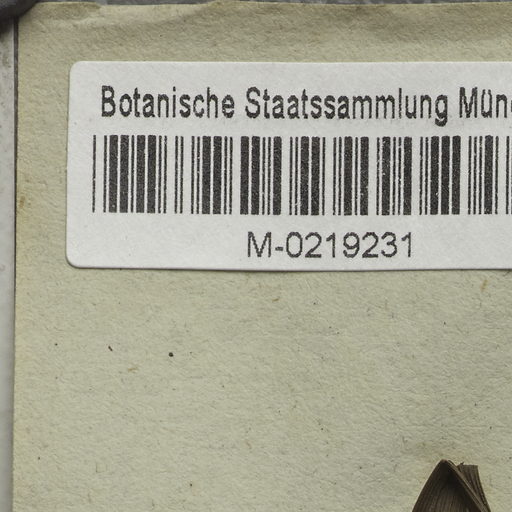 Botanische Staatssammlung Mün
M-0219231